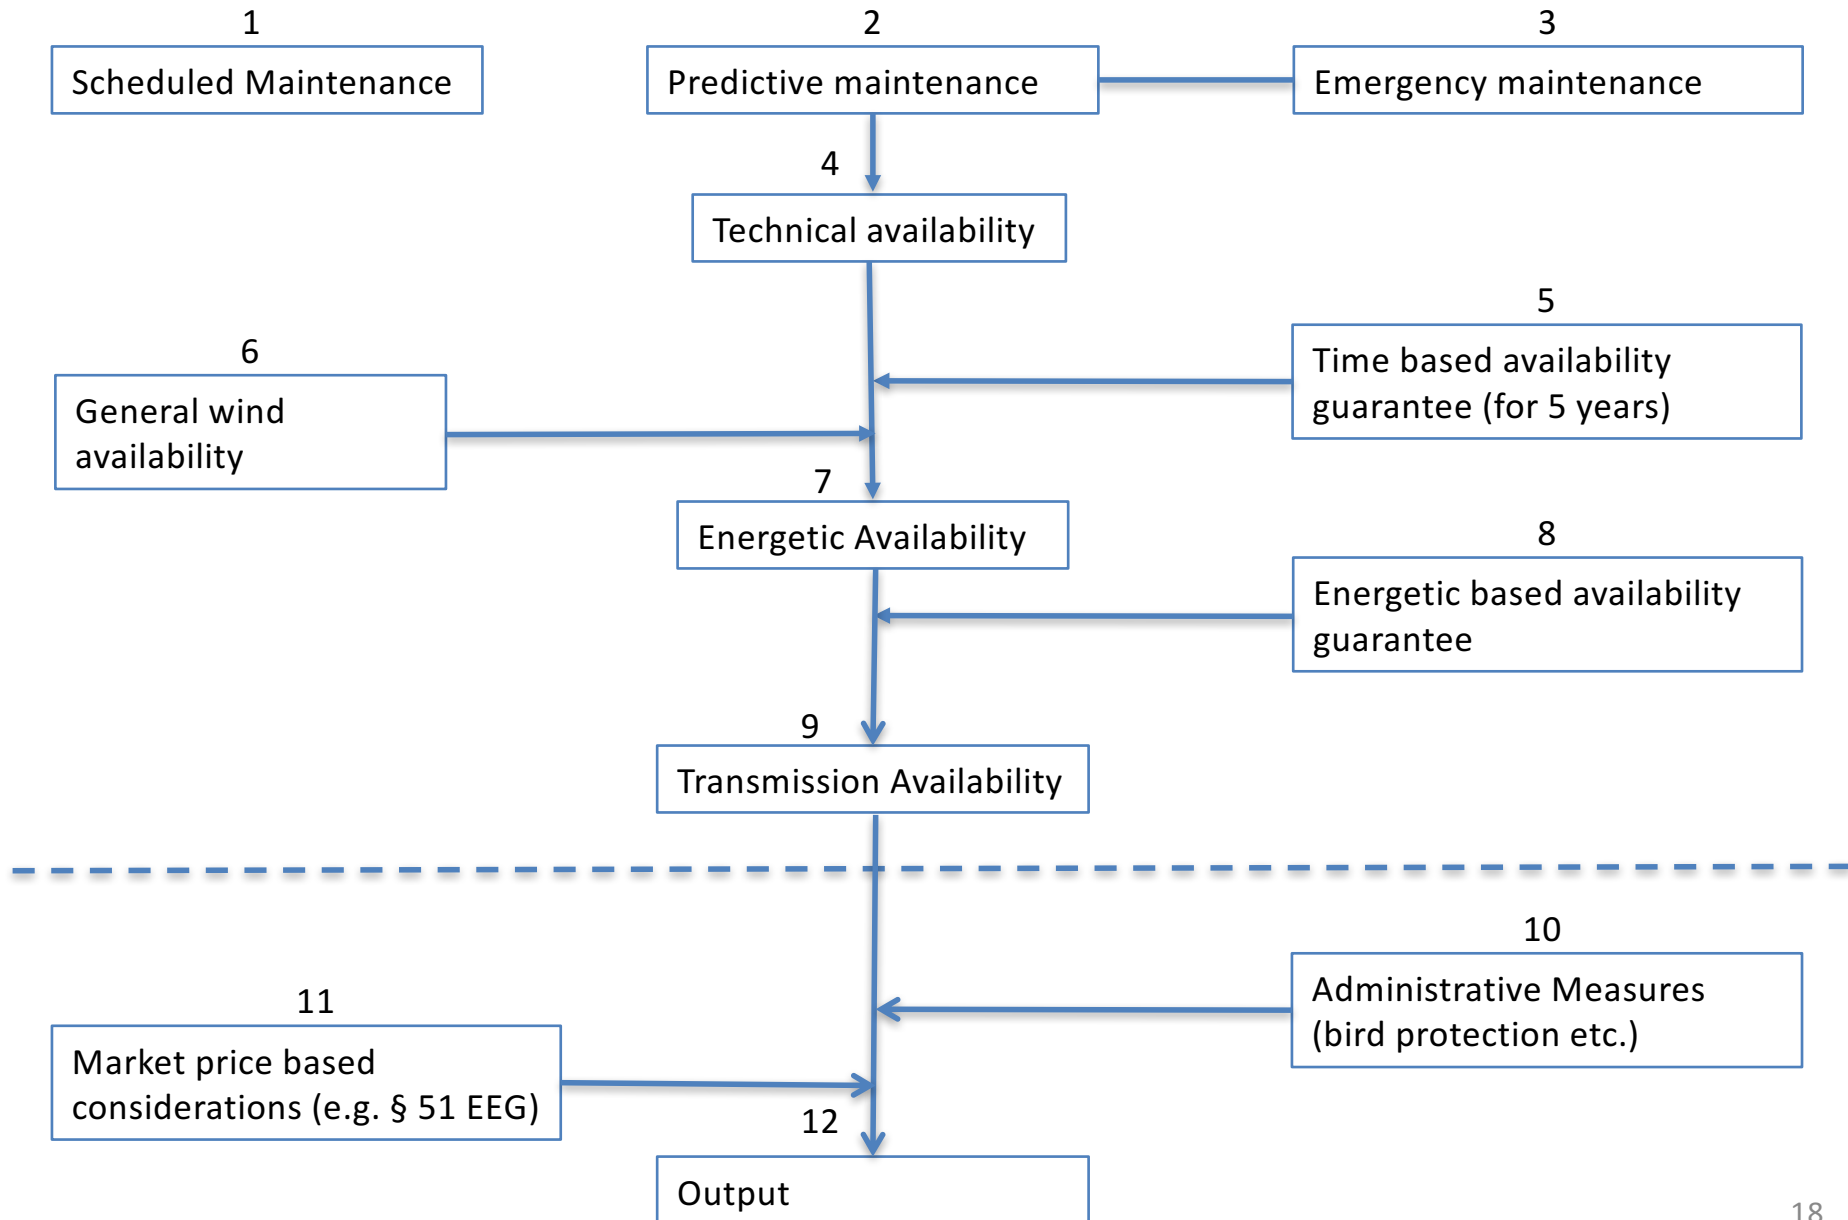 1
Scheduled Maintenance
2
Predictive maintenance
3
Emergency maintenance
4
Technical availability
5
Time based availability
guarantee (for 5 years)
6
General wind
availability
7
Energetic Availability
8
Energetic based availability
guarantee
9
Transmission Availability
10
Administrative Measures
(bird protection etc.)
11
Market price based
considerations (e.g. § 51 EEG)
12
Output
18